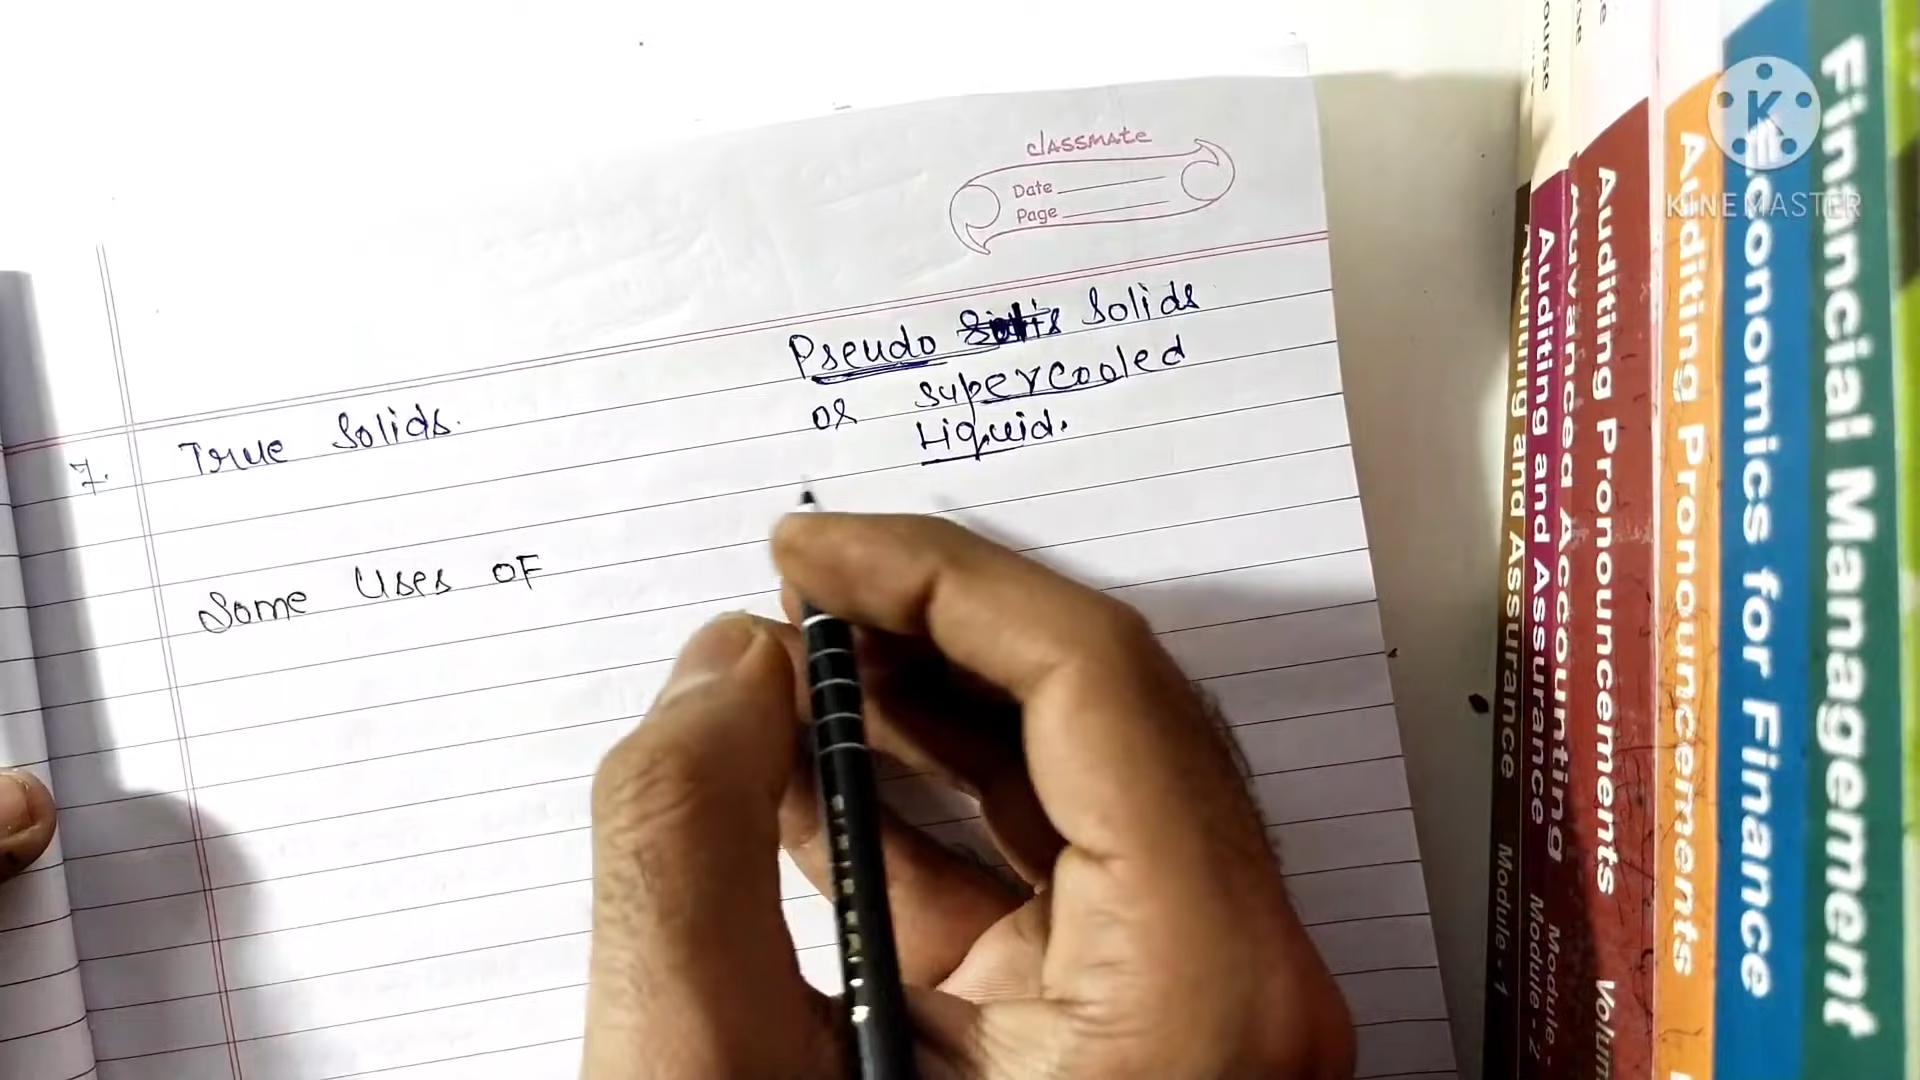 classmate
Date
Page
Pseudo Solids
7. True Solids. or supercooled
Liquid.
Some Uses OF
KINEMASTER
Auditing and Assurance Module - 1
Auditing and Assurance Module - 2
Advanced Accounting Module -
Auditing Pronouncements
Auditing Pronouncements
Economics for Finance
Financial Management